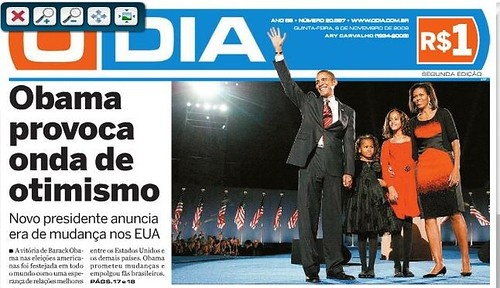 O DIA
ANO 58 • NÚMERO 20.887 • WWW.ODIA.COM.BR
QUINTA-FEIRA, 6 DE NOVEMBRO DE 2008
ARY CARVALHO (1934-2003)
R$1
SEGUNDA EDIÇÃO
Obama
provoca
onda de
otimismo
Novo presidente anuncia
era de mudança nos EUA
■ A vitória de Barack Oba-
ma nas eleições america-
nas foi festejada em todo
o mundo como uma espe-
rança de relações melhores
entre os Estados Unidos e
os demais países. Obama
prometeu mudanças e
empolgou fãs brasileiros.
PÁGS. 17 e 18